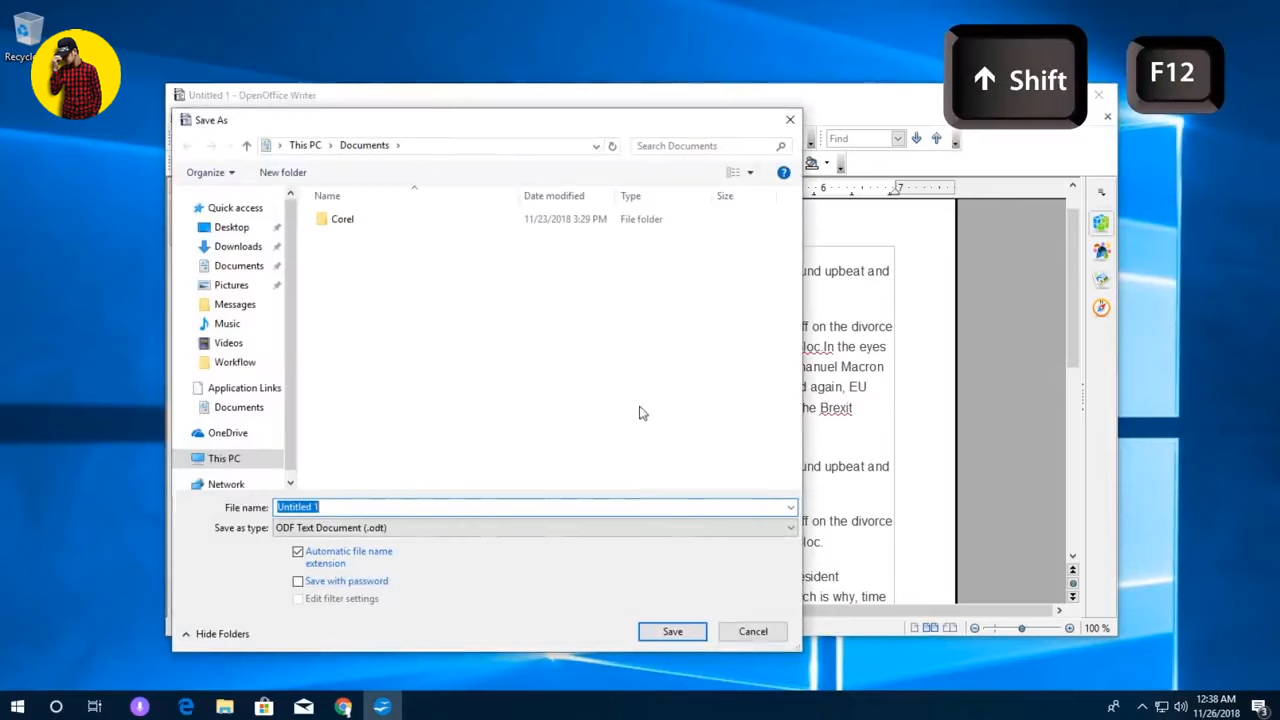 Recycle
↑ Shift
F12
Untitled 1 - OpenOffice Writer
Save As
This PC > Documents >
Search Documents
Find
Organize
New folder
Name
Date modified
Type
Size
Corel
11/23/2018 3:29 PM
File folder
Quick access
Desktop
Downloads
Documents
Pictures
Messages
Music
Videos
Workflow
Application Links
Documents
OneDrive
This PC
Network
6
7
und upbeat and
ff on the divorce
loc.In the eyes
nanuel Macron
d again, EU
he Brexit
und upbeat and
ff on the divorce
loc.
esident
ch is why, time
File name:
Untitled 1
Save as type:
ODF Text Document (.odt)
Automatic file name
extension
Save with password
Edit filter settings
Hide Folders
Save
Cancel
100 %
12:38 AM
11/26/2018
3